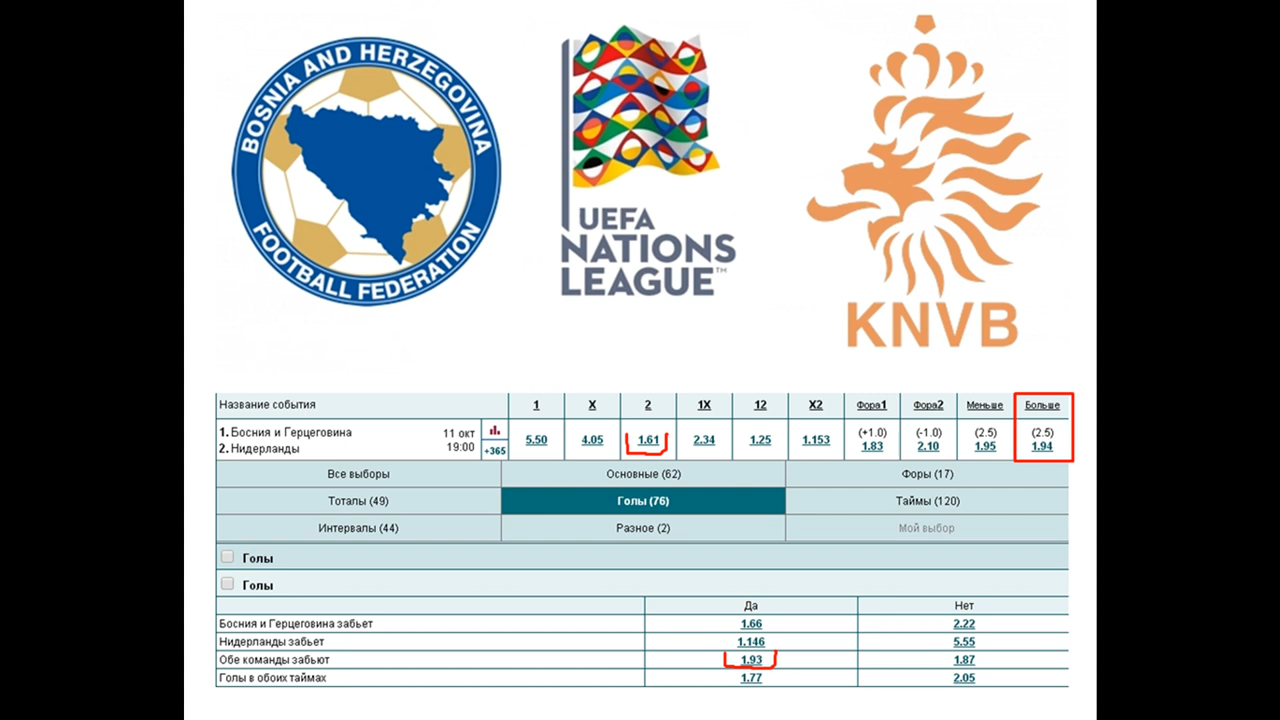 BOSNIA AND HERZEGOVINA
FOOTBALL FEDERATION
UEFA
NATIONS
LEAGUE™
KNVB
Название события 1 X 2 1X 12 X2 Фора1 Фора2 Меньше Больше
1. Босния и Герцеговина 11 окт (+1.0) (-1.0) (2.5) (2.5)
2. Нидерланды 19:00 +365 5.50 4.05 1.61 2.34 1.25 1.153 1.83 2.10 1.95 1.94
Все выборы Основные (62) Форы (17)
Тоталы (49) Голы (76) Таймы (120)
Интервалы (44) Разное (2) Мой выбор
Голы
Голы
Да Нет
Босния и Герцеговина забьет 1.66 2.22
Нидерланды забьет 1.146 5.55
Обе команды забьют 1.93 1.87
Голы в обоих таймах 1.77 2.05